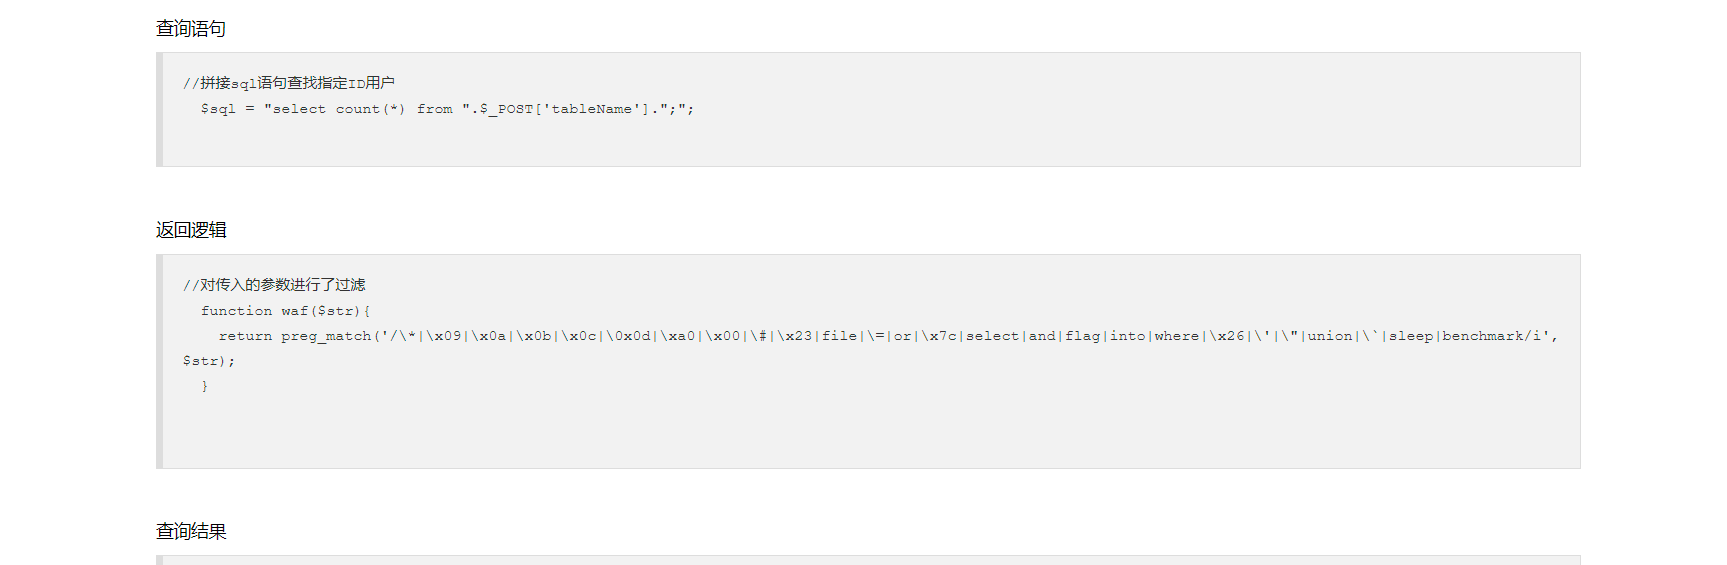 查询语句
//拼接sql语句查找指定ID用户
$sql = "select count(*) from ".$_POST['tableName'].";";
返回逻辑
//对传入的参数进行了过滤
function waf($str){
return preg_match('/\*|\x09|\x0a|\x0b|\x0c|\0x0d|\xa0|\x00|\#|\x23|file|\=|or|\x7c|select|and|flag|into|where|\x26|\'|\"|union|\`|sleep|benchmark/i',
$str);
}
查询结果